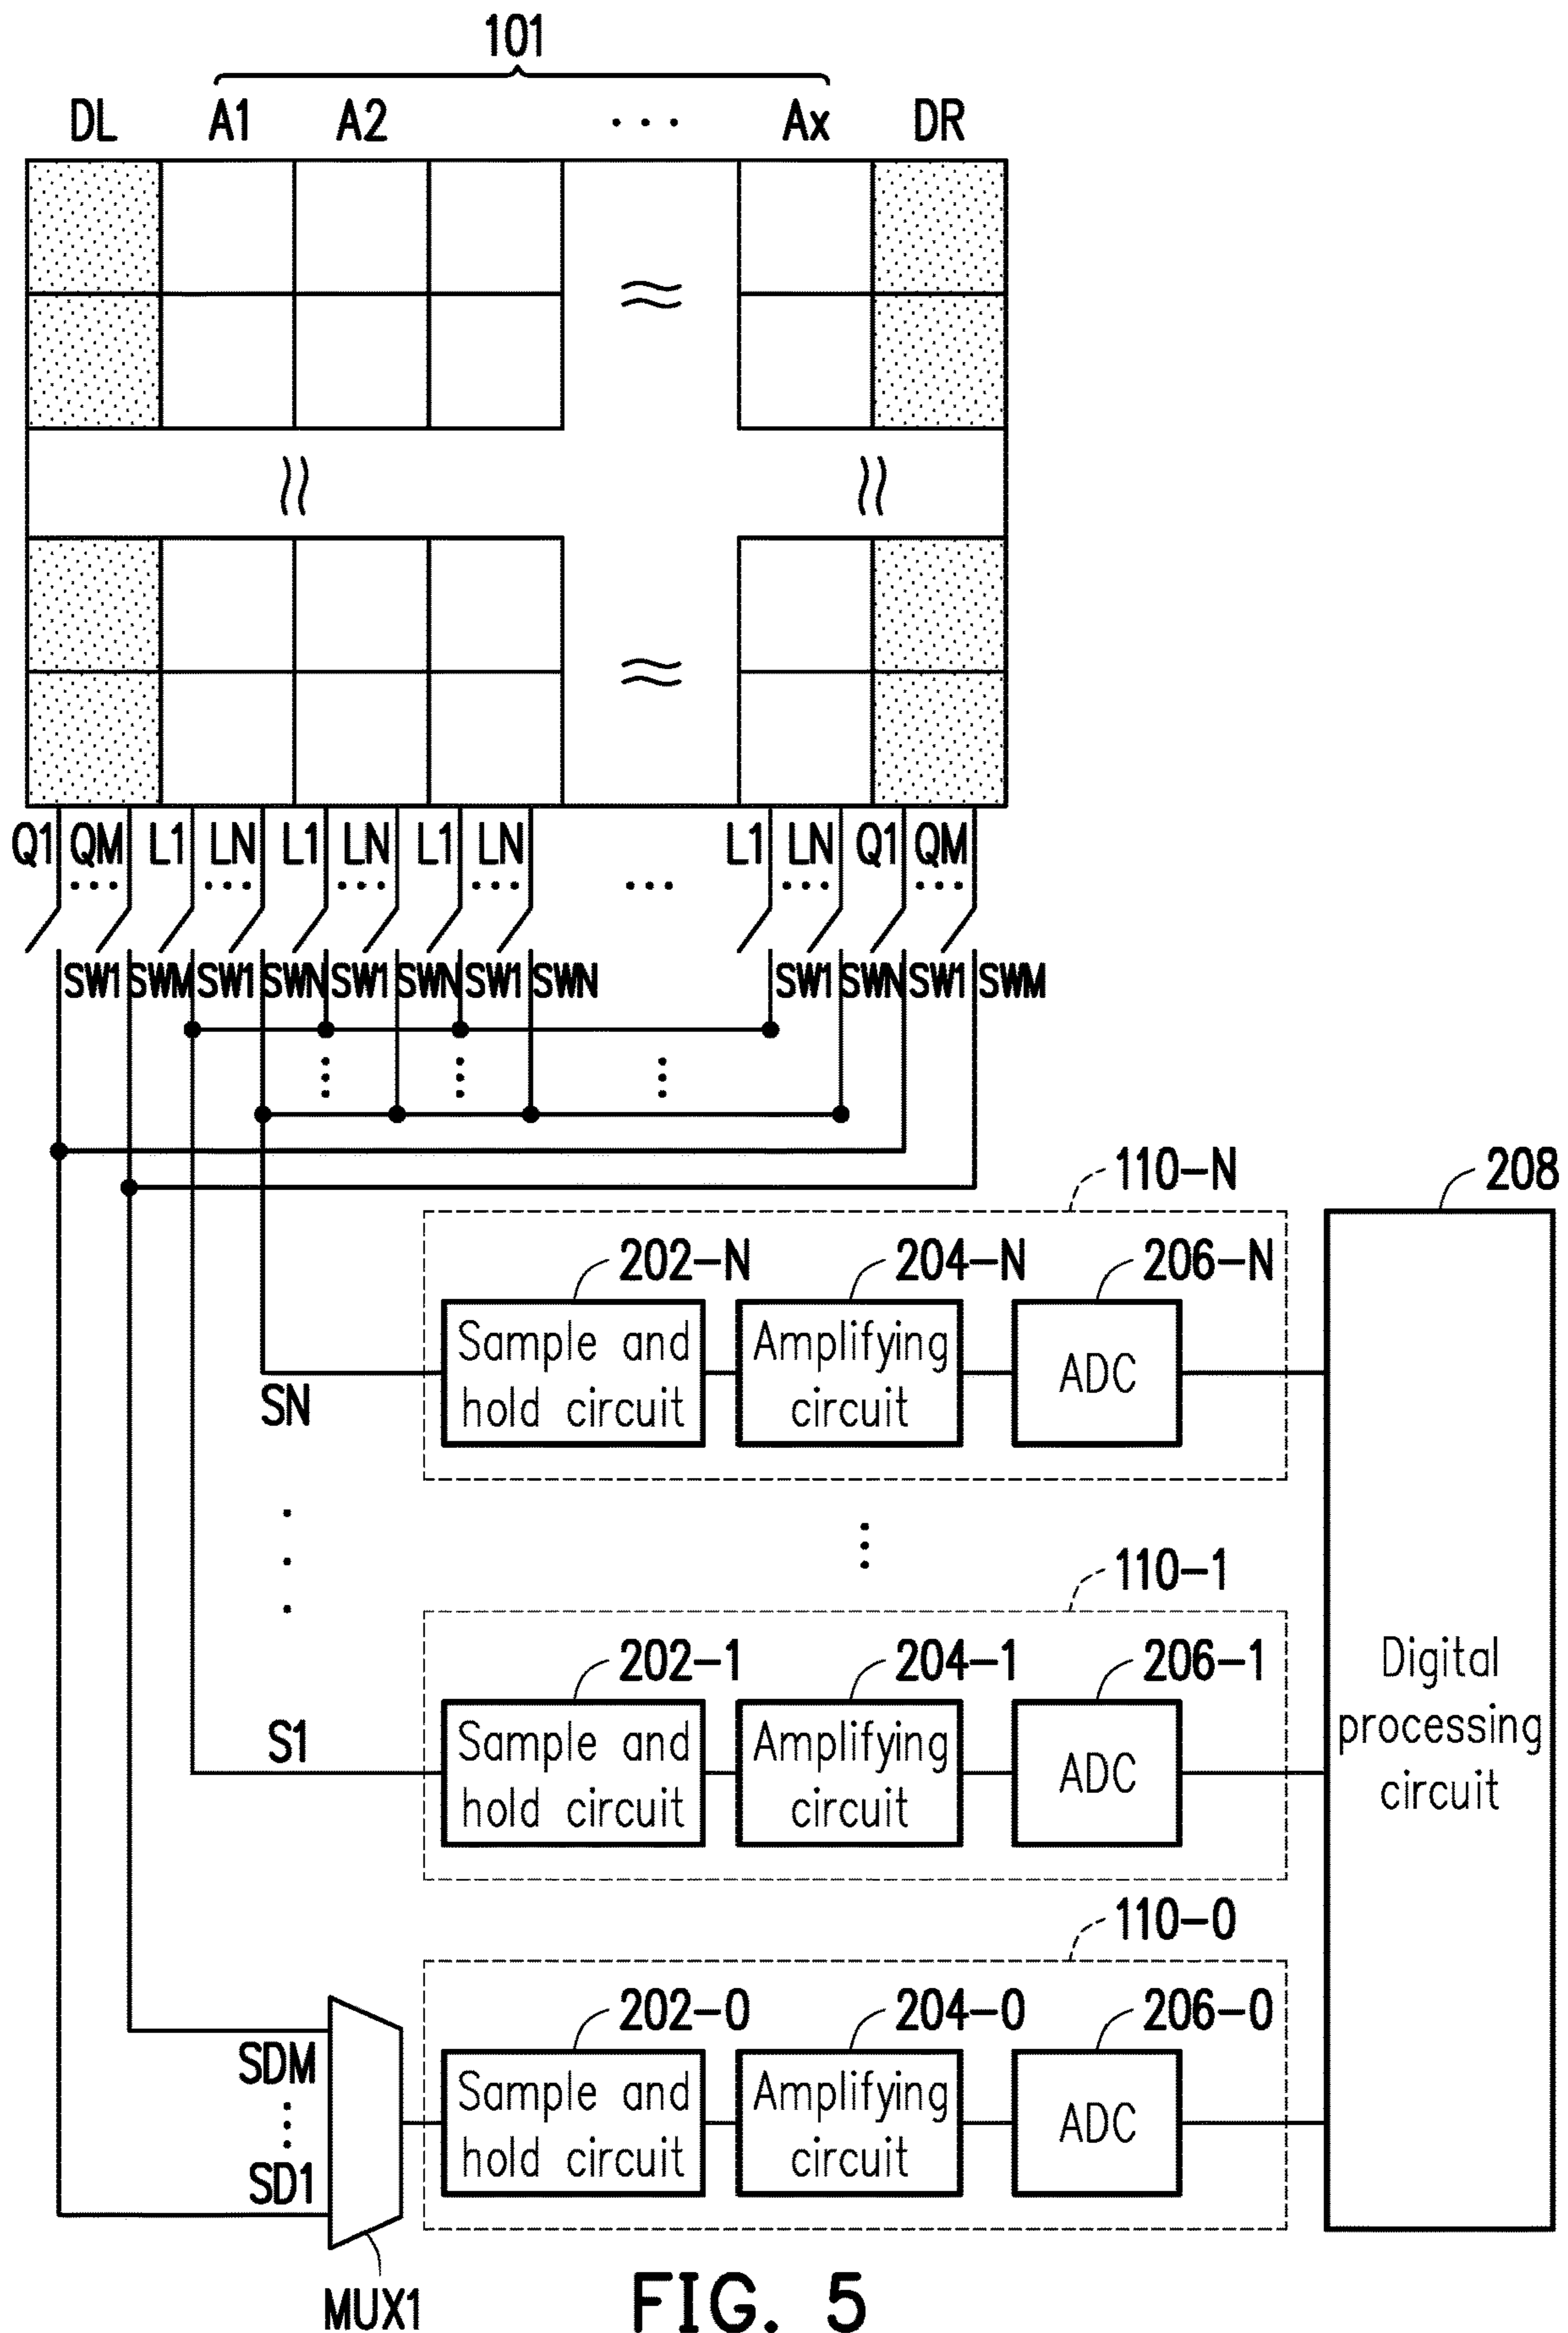 101
DL A1 A2 ... Ax DR
Q1 QM L1 LN L1 LN L1 LN L1 LN Q1 QM
... ... ... ... ... ... ...
SW1 SWM SW1 SWN SW1 SWN SW1 SWN SW1 SWN SW1 SWM
110-N
208
202-N 204-N 206-N
Sample and
hold circuit
Amplifying
circuit
ADC
SN
110-1
202-1 204-1 206-1
Sample and
hold circuit
Amplifying
circuit
ADC
S1
Digital
processing
circuit
110-0
202-0 204-0 206-0
Sample and
hold circuit
Amplifying
circuit
ADC
SDM
SD1
MUX1
FIG. 5